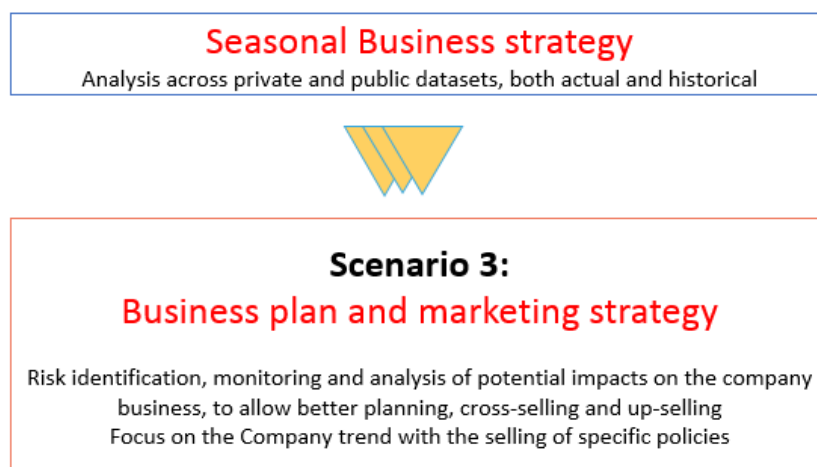 Seasonal Business strategy
Analysis across private and public datasets, both actual and historical
Scenario 3:
Business plan and marketing strategy
Risk identification, monitoring and analysis of potential impacts on the company
business, to allow better planning, cross-selling and up-selling
Focus on the Company trend with the selling of specific policies